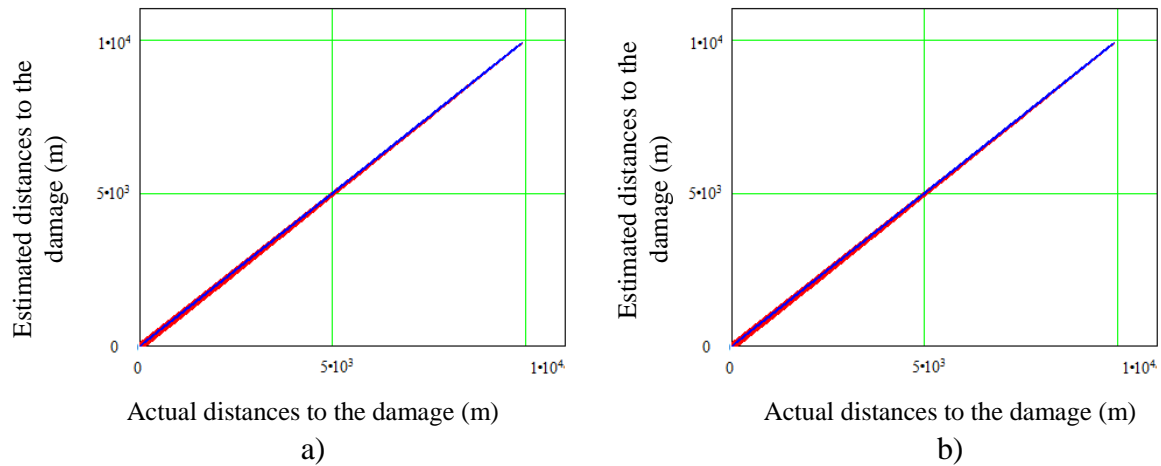 1•10⁴
5•10³
0
Estimated distances to the
damage (m)
0
5•10³
1•10⁴.
Actual distances to the damage (m)
a)
1•10⁴
5•10³
0
Estimated distances to the
damage (m)
0
5•10³
1•10⁴.
Actual distances to the damage (m)
b)